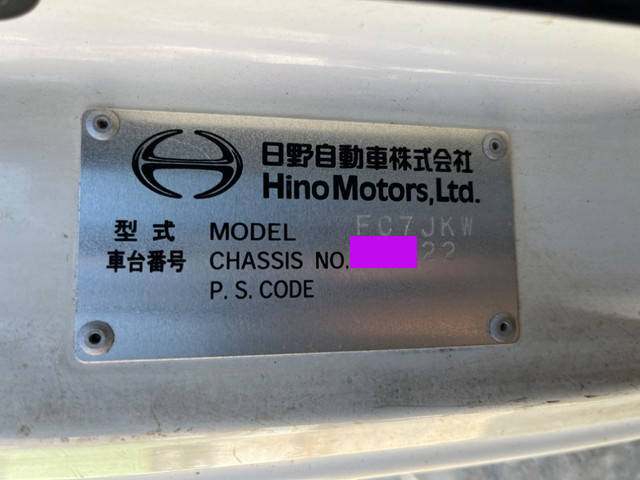 日野自動車株式会社
Hino Motors,Ltd.
型式 MODEL FC7JKW
車台番号 CHASSIS NO. 22
P.S.CODE